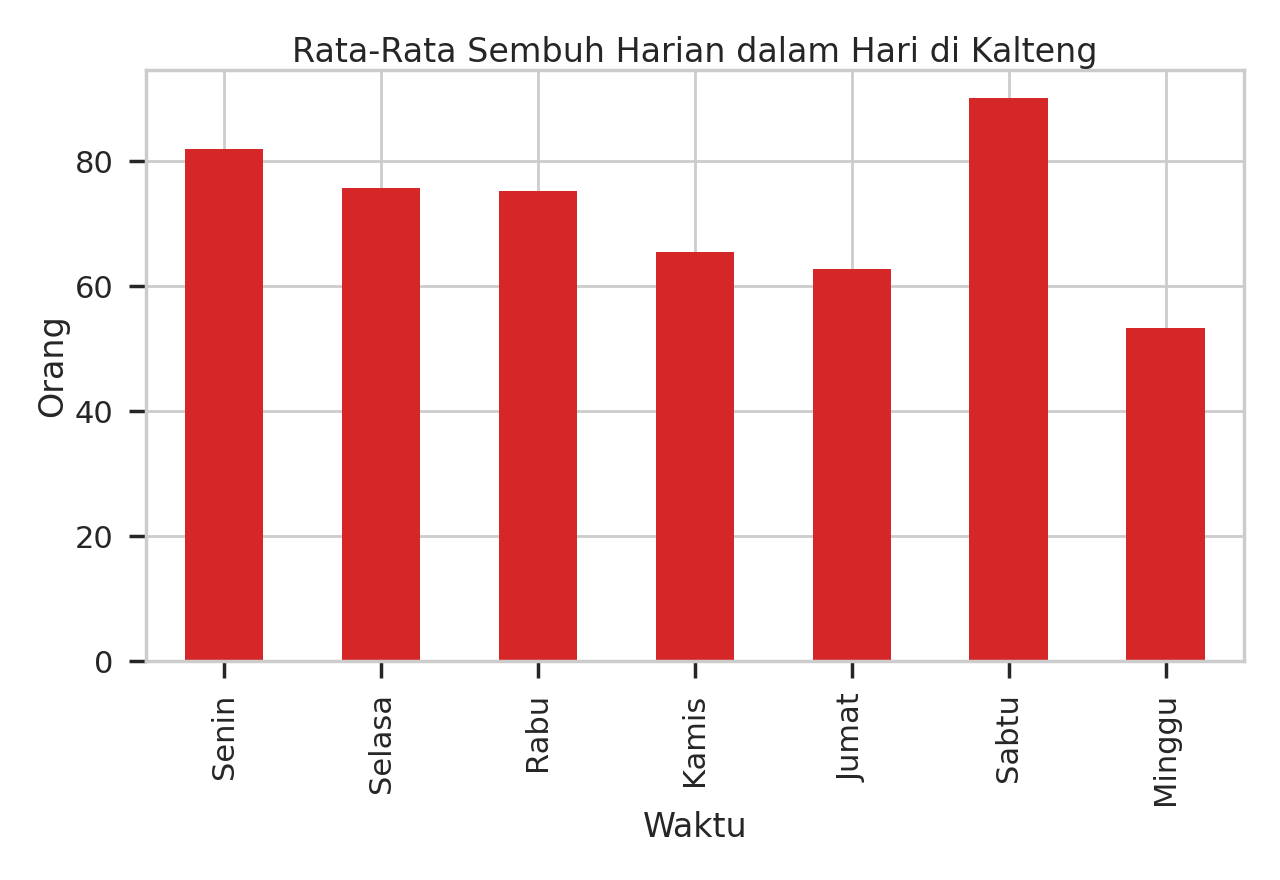 Rata-Rata Sembuh Harian dalam Hari di Kalteng
Orang
80
60
40
20
0
Senin
Selasa
Rabu
Kamis
Jumat
Sabtu
Minggu
Waktu